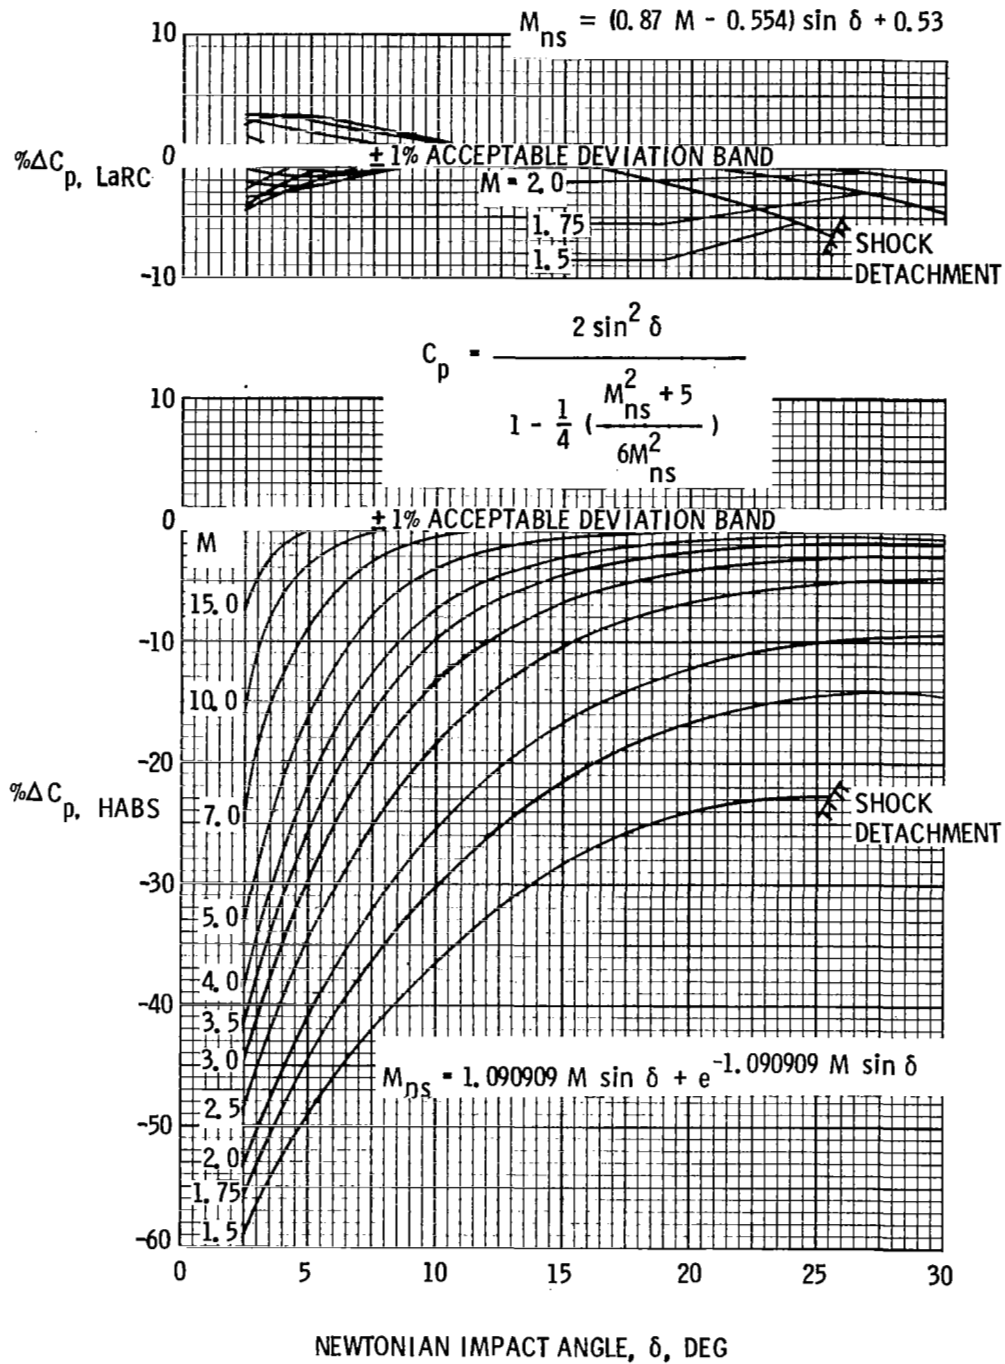 M_ns = (0.87 M - 0.554) sin δ + 0.53
10
%ΔC_p, LaRC
0
± 1% ACCEPTABLE DEVIATION BAND
M = 2.0
1.75
1.5
SHOCK
DETACHMENT
-10
C_p = 2 sin² δ / (1 - 1/4 ((M²_ns + 5) / 6M²_ns))
10
0
± 1% ACCEPTABLE DEVIATION BAND
M
15.0
-10
10.0
-20
%ΔC_p, HABS
7.0
SHOCK
DETACHMENT
-30
5.0
4.0
-40
3.5
3.0
M_ns = 1.090909 M sin δ + e^-1.090909 M sin δ
2.5
-50
2.0
1.75
1.5
-60
0 5 10 15 20 25 30
NEWTONIAN IMPACT ANGLE, δ, DEG